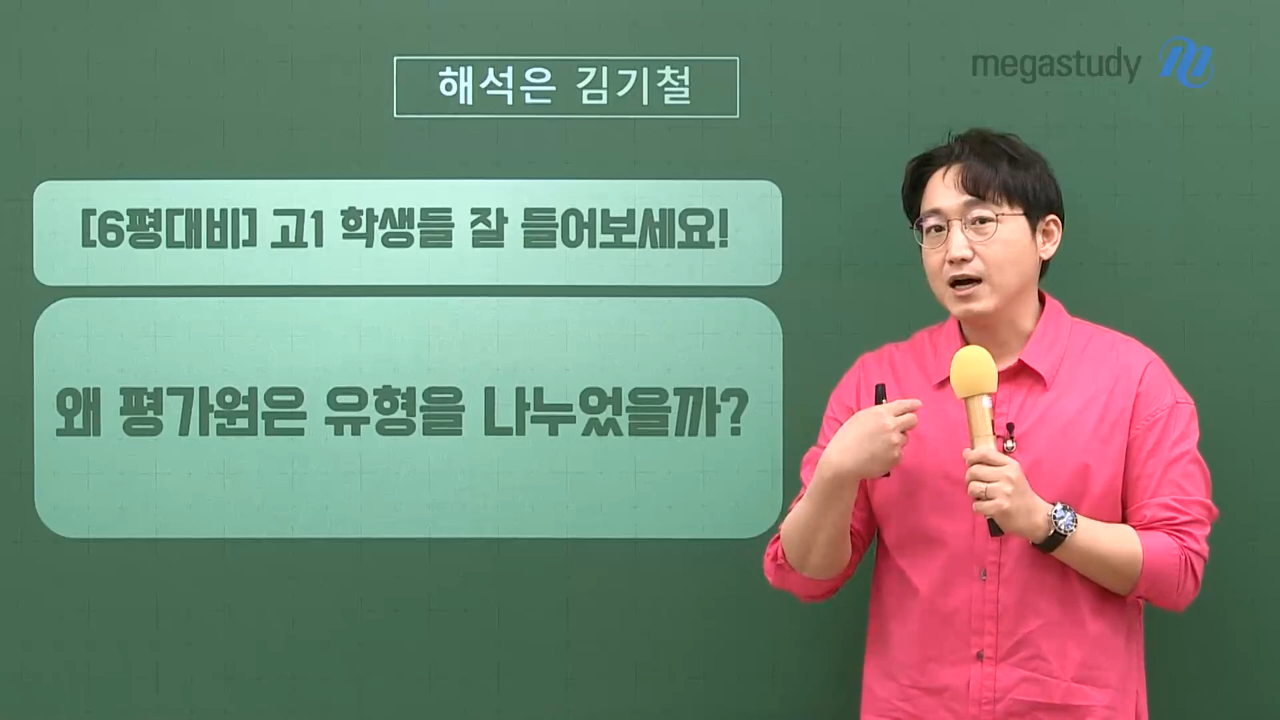 해석은 김기철
megastudy
[6평대비] 고1 학생들 잘 들어보세요!
왜 평가원은 유형을 나누었을까?